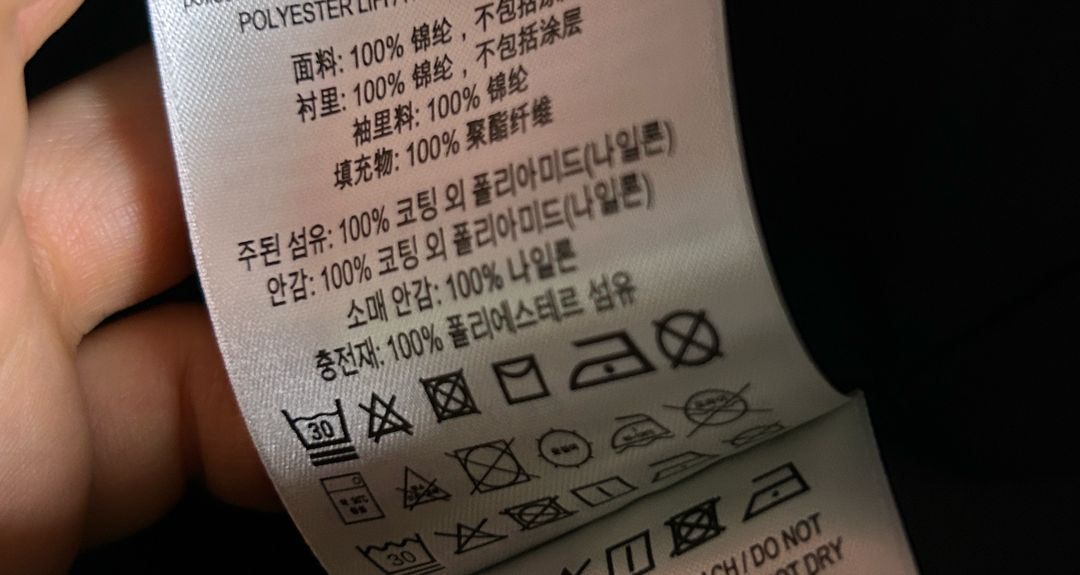 POLYESTER
面料: 100% 锦纶，不包括涂层
衬里: 100% 锦纶，不包括涂层
袖里料: 100% 锦纶
填充物: 100% 聚酯纤维
주된 섬유: 100% 코팅 외 폴리아미드(나일론)
안감: 100% 코팅 외 폴리아미드(나일론)
소매 안감: 100% 나일론
충전재: 100% 폴리에스테르 섬유
30
30
/ DO NOT
DRY